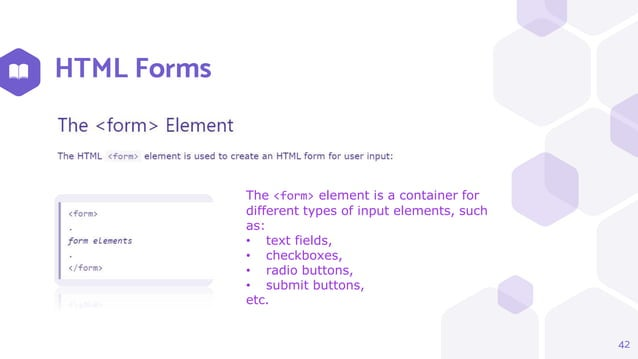 HTML Forms
The <form> Element
The HTML <form> element is used to create an HTML form for user input:
<form>
.
form elements
.
</form>
The <form> element is a container for
different types of input elements, such
as:
• text fields,
• checkboxes,
• radio buttons,
• submit buttons,
etc.
42